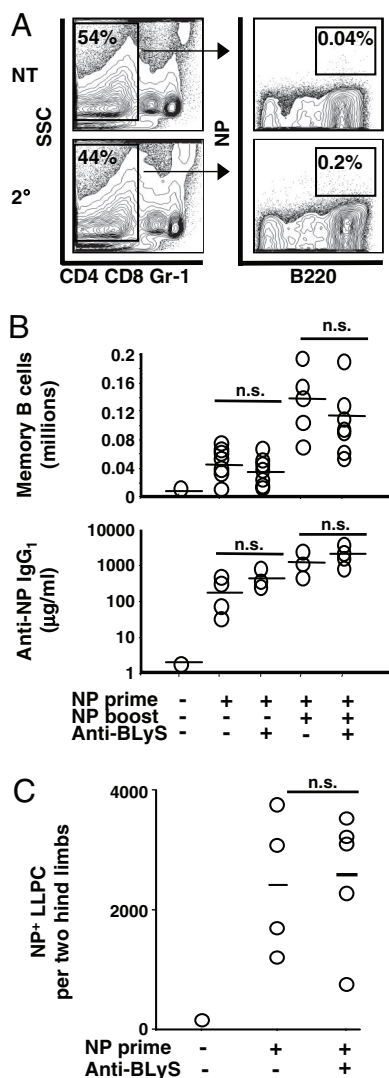 A
NT
54%
0.04%
SSC
NP
2°
44%
0.2%
CD4 CD8 Gr-1
B220
B
Memory B cells
(millions)
0.2
0.16
0.12
0.08
0.04
0
n.s.
n.s.
Anti-NP IgG1
(μg/ml)
10000
1000
100
10
1
n.s.
n.s.
NP prime - + + + +
NP boost - - - + +
Anti-BLyS - - + - +
C
NP+ LLPC
per two hind limbs
4000
2000
0
n.s.
NP prime - + +
Anti-BLyS - - +